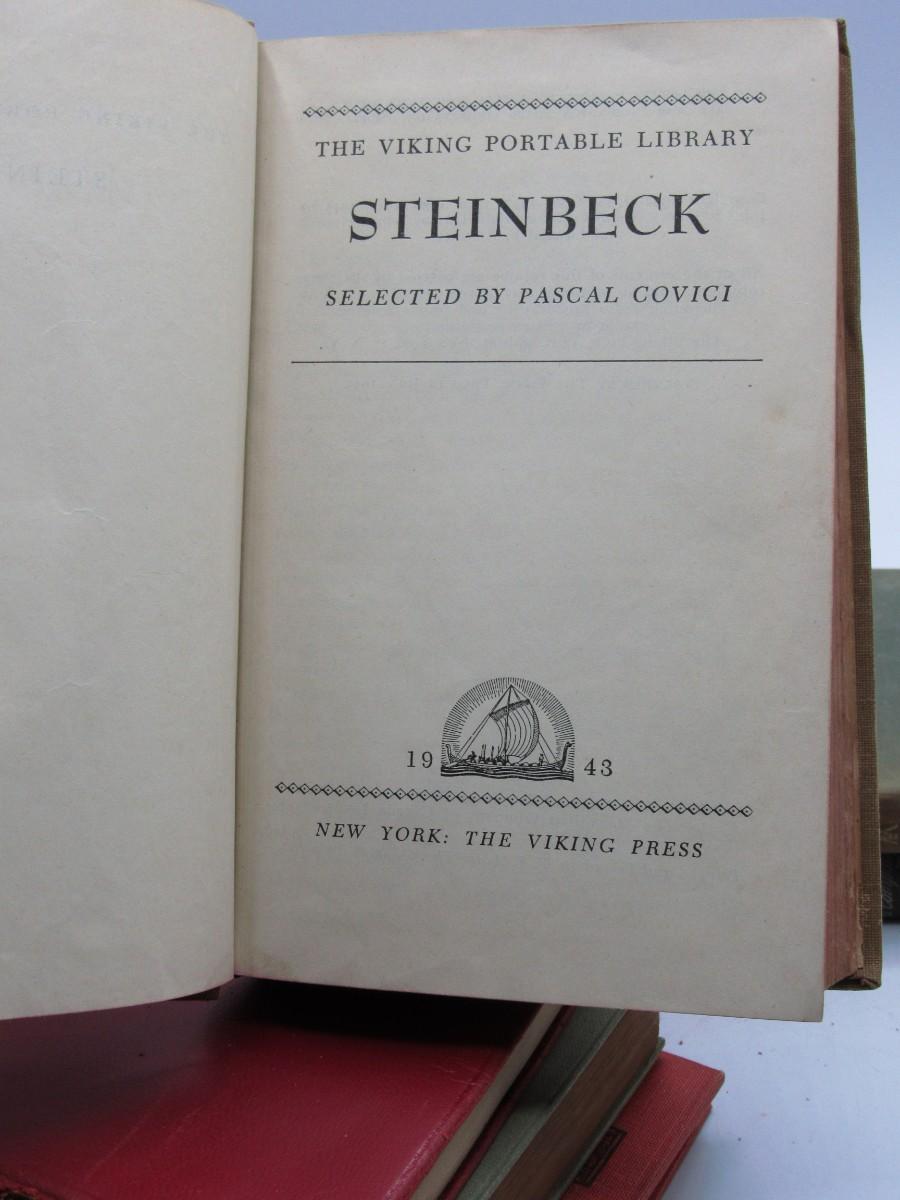 THE VIKING PORTABLE LIBRARY
STEINBECK
SELECTED BY PASCAL COVICI
19 43
NEW YORK: THE VIKING PRESS